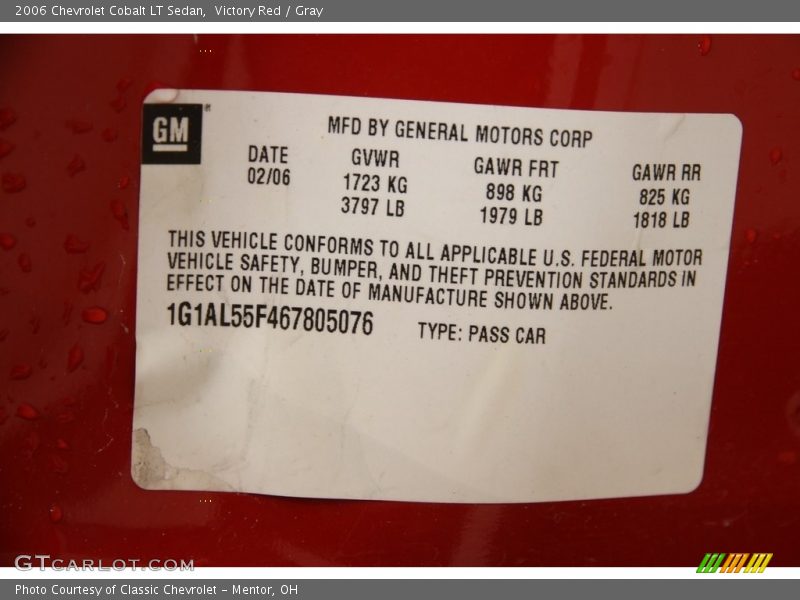 2006 Chevrolet Cobalt LT Sedan, Victory Red / Gray
GM
MFD BY GENERAL MOTORS CORP
DATE GVWR GAWR FRT GAWR RR
02/06 1723 KG 898 KG 825 KG
3797 LB 1979 LB 1818 LB
THIS VEHICLE CONFORMS TO ALL APPLICABLE U.S. FEDERAL MOTOR
VEHICLE SAFETY, BUMPER, AND THEFT PREVENTION STANDARDS IN
EFFECT ON THE DATE OF MANUFACTURE SHOWN ABOVE.
1G1AL55F467805076 TYPE: PASS CAR
GTCARLOT.COM
Photo Courtesy of Classic Chevrolet - Mentor, OH